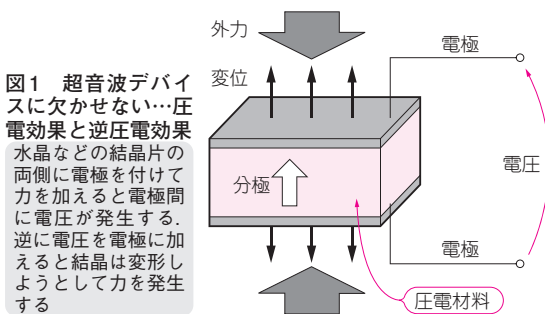 図1 超音波デバイ
スに欠かせない…圧
電効果と逆圧電効果
水晶などの結晶片の
両側に電極を付けて
力を加えると電極間
に電圧が発生する.
逆に電圧を電極に加
えると結晶は変形し
ようとして力を発生
する
外力
変位
分極
電極
電圧
電極
圧電材料